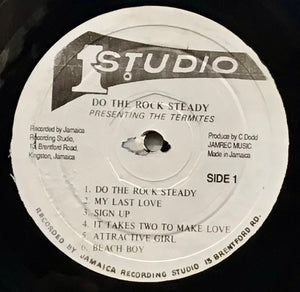 1 STUDIO
DO THE ROCK STEADY
PRESENTING THE TERMITES
Recorded by Jamaica
Recording Studio,
13, Brentford Road,
Kingston, Jamaica
Produce by C. Dodd
JAMREC MUSIC
Made in Jamaica
SIDE 1
1. DO THE ROCK STEADY
2. MY LAST LOVE
3. SIGN UP
4. IT TAKES TWO TO MAKE LOVE
5. ATTRACTIVE GIRL
6. BEACH BOY
RECORDED BY JAMAICA RECORDING STUDIO 15 BRENTFORD RD.